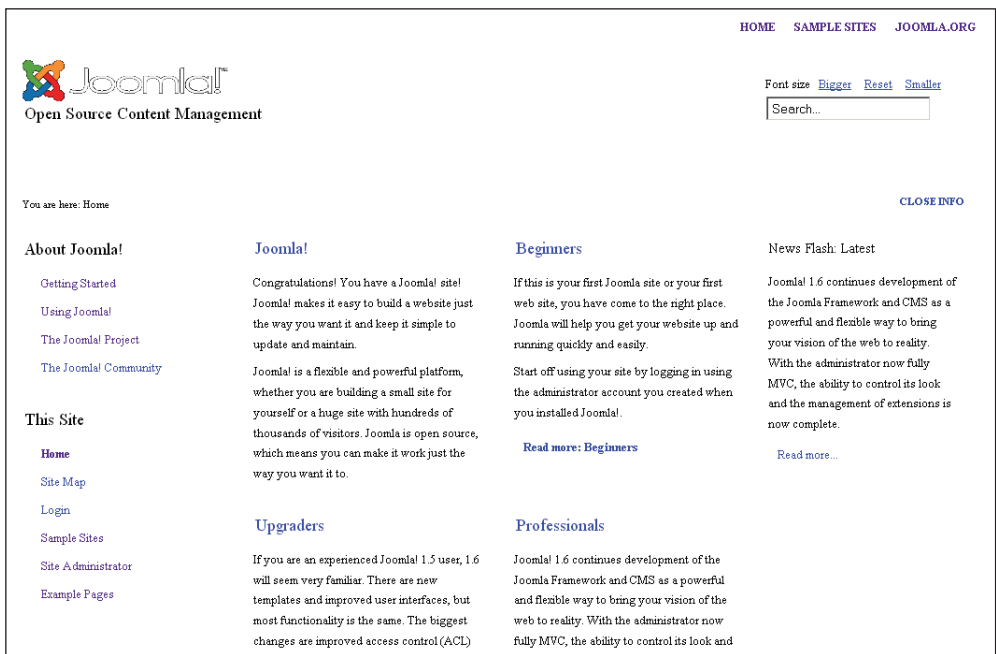 HOME SAMPLE SITES JOOMLA.ORG
Joomla!™
Open Source Content Management
Font size Bigger Reset Smaller
Search...
You are here: Home
CLOSE INFO
About Joomla!
Getting Started
Using Joomla!
The Joomla! Project
The Joomla! Community
This Site
Home
Site Map
Login
Sample Sites
Site Administrator
Example Pages
Joomla!
Congratulations! You have a Joomla! site!
Joomla! makes it easy to build a website just
the way you want it and keep it simple to
update and maintain.
Joomla! is a flexible and powerful platform,
whether you are building a small site for
yourself or a huge site with hundreds of
thousands of visitors. Joomla is open source,
which means you can make it work just the
way you want it to.
Beginners
If this is your first Joomla site or your first
web site, you have come to the right place.
Joomla will help you get your website up and
running quickly and easily.
Start off using your site by logging in using
the administrator account you created when
you installed Joomla!.
Read more: Beginners
Upgraders
If you are an experienced Joomla! 1.5 user, 1.6
will seem very familiar. There are new
templates and improved user interfaces, but
most functionality is the same. The biggest
changes are improved access control (ACL)
Professionals
Joomla! 1.6 continues development of the
Joomla Framework and CMS as a powerful
and flexible way to bring your vision of the
web to reality. With the administrator now
fully MVC, the ability to control its look and
News Flash: Latest
Joomla! 1.6 continues development of
the Joomla Framework and CMS as a
powerful and flexible way to bring
your vision of the web to reality.
With the administrator now fully
MVC, the ability to control its look
and the management of extensions is
now complete.
Read more...